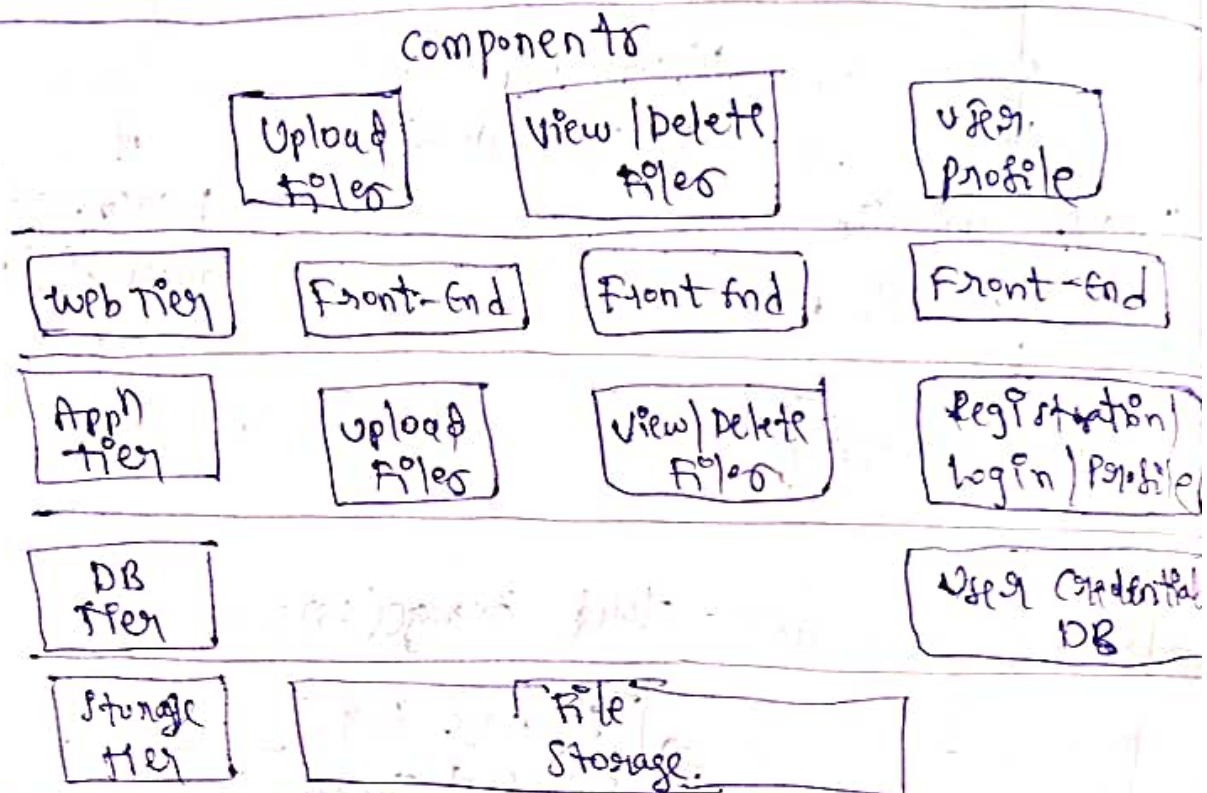 Components
Upload
Files
View / Delete
Files
User
Profile
Web Tier
Front-End
Front End
Front-End
Appn
Tier
Upload
Files
View / Delete
Files
Registration /
Login / Profile
DB
Tier
User Credential
DB
Storage
Tier
File
Storage.